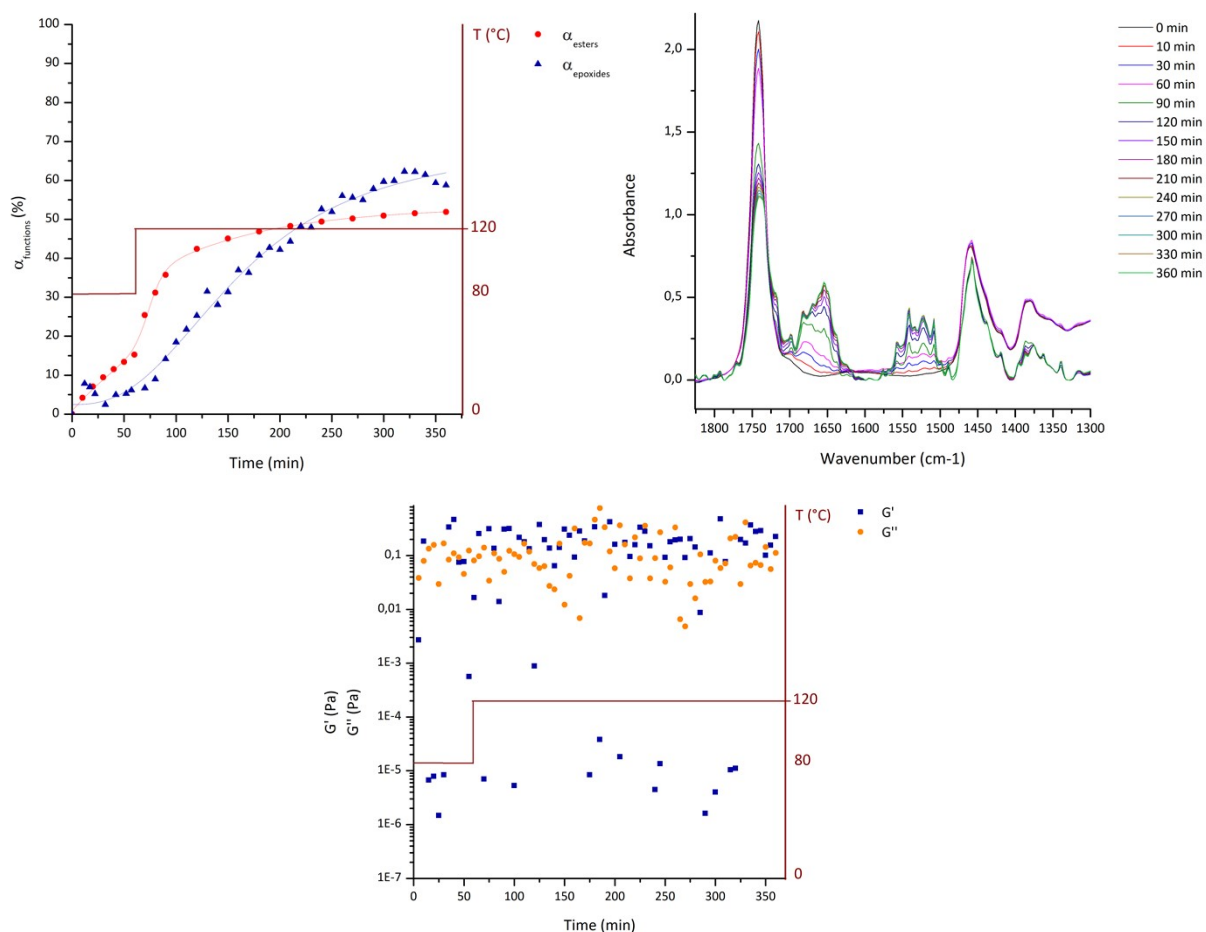 100
90
80
70
60
50
40
30
20
10
0
α functions (%)
0
50
100
150
200
250
300
350
Time (min)
T (°C)
120
80
0
α esters
α epoxides
2,0
1,5
1,0
0,5
0,0
Absorbance
1800
1750
1700
1650
1600
1550
1500
1450
1400
1350
1300
Wavenumber (cm-1)
0 min
10 min
30 min
60 min
90 min
120 min
150 min
180 min
210 min
240 min
270 min
300 min
330 min
360 min
0,1
0,01
1E-3
1E-4
1E-5
1E-6
1E-7
G' (Pa)
G'' (Pa)
0
50
100
150
200
250
300
350
Time (min)
T (°C)
120
80
0
G'
G''